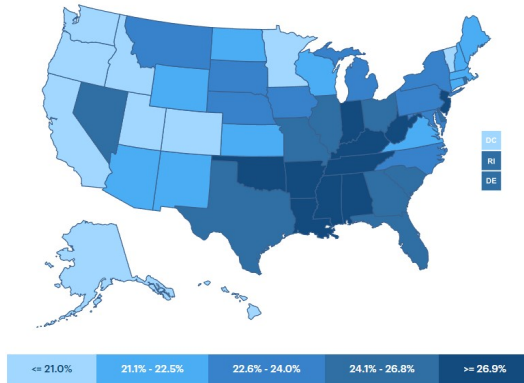 DC
RI
DE
<= 21.0% 21.1% - 22.5% 22.6% - 24.0% 24.1% - 26.8% >= 26.9%